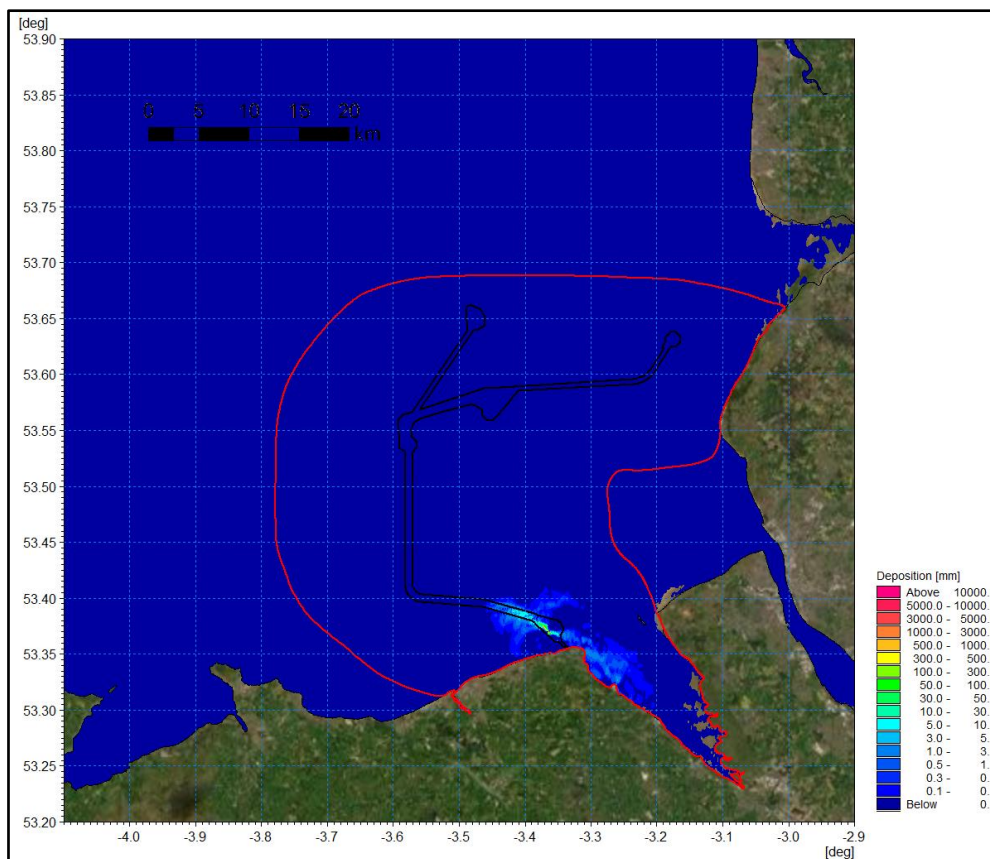 [deg]
53.90
53.85
0 5 10 15 20
km
53.80
53.75
53.70
53.65
53.60
53.55
53.50
53.45
53.40
53.35
53.30
53.25
53.20
-4.0 -3.9 -3.8 -3.7 -3.6 -3.5 -3.4 -3.3 -3.2 -3.1 -3.0 -2.9
[deg]
Deposition [mm]
Above 10000.
5000.0 - 10000.
3000.0 - 5000.
1000.0 - 3000.
500.0 - 1000.
300.0 - 500.
100.0 - 300.
50.0 - 100.
30.0 - 50.
10.0 - 30.
5.0 - 10.
3.0 - 5.
1.0 - 3.
0.5 - 1.
0.3 - 0.
0.1 - 0.
Below 0.